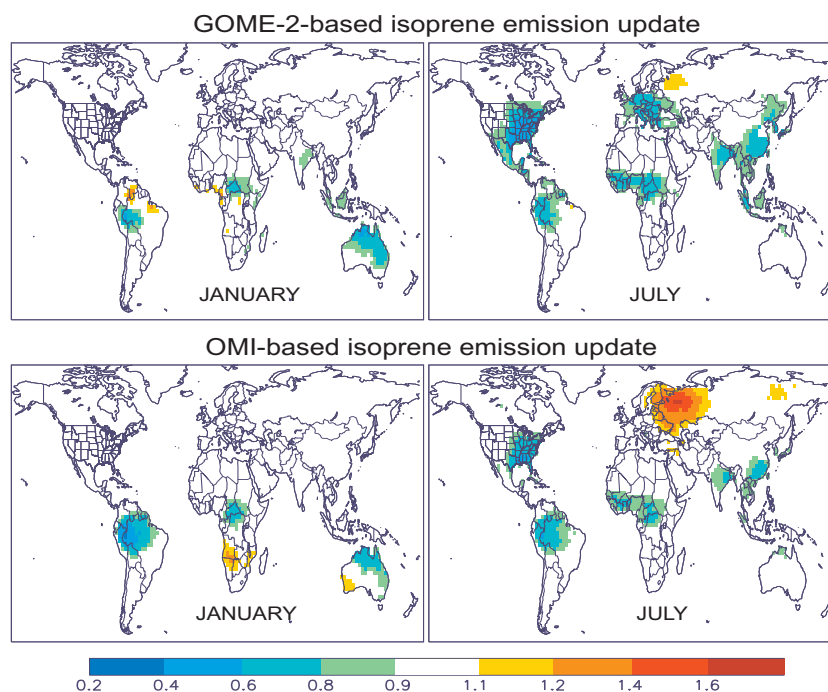 GOME-2-based isoprene emission update
JANUARY
JULY
OMI-based isoprene emission update
JANUARY
JULY
0.2 0.4 0.6 0.8 0.9 1.1 1.2 1.4 1.6